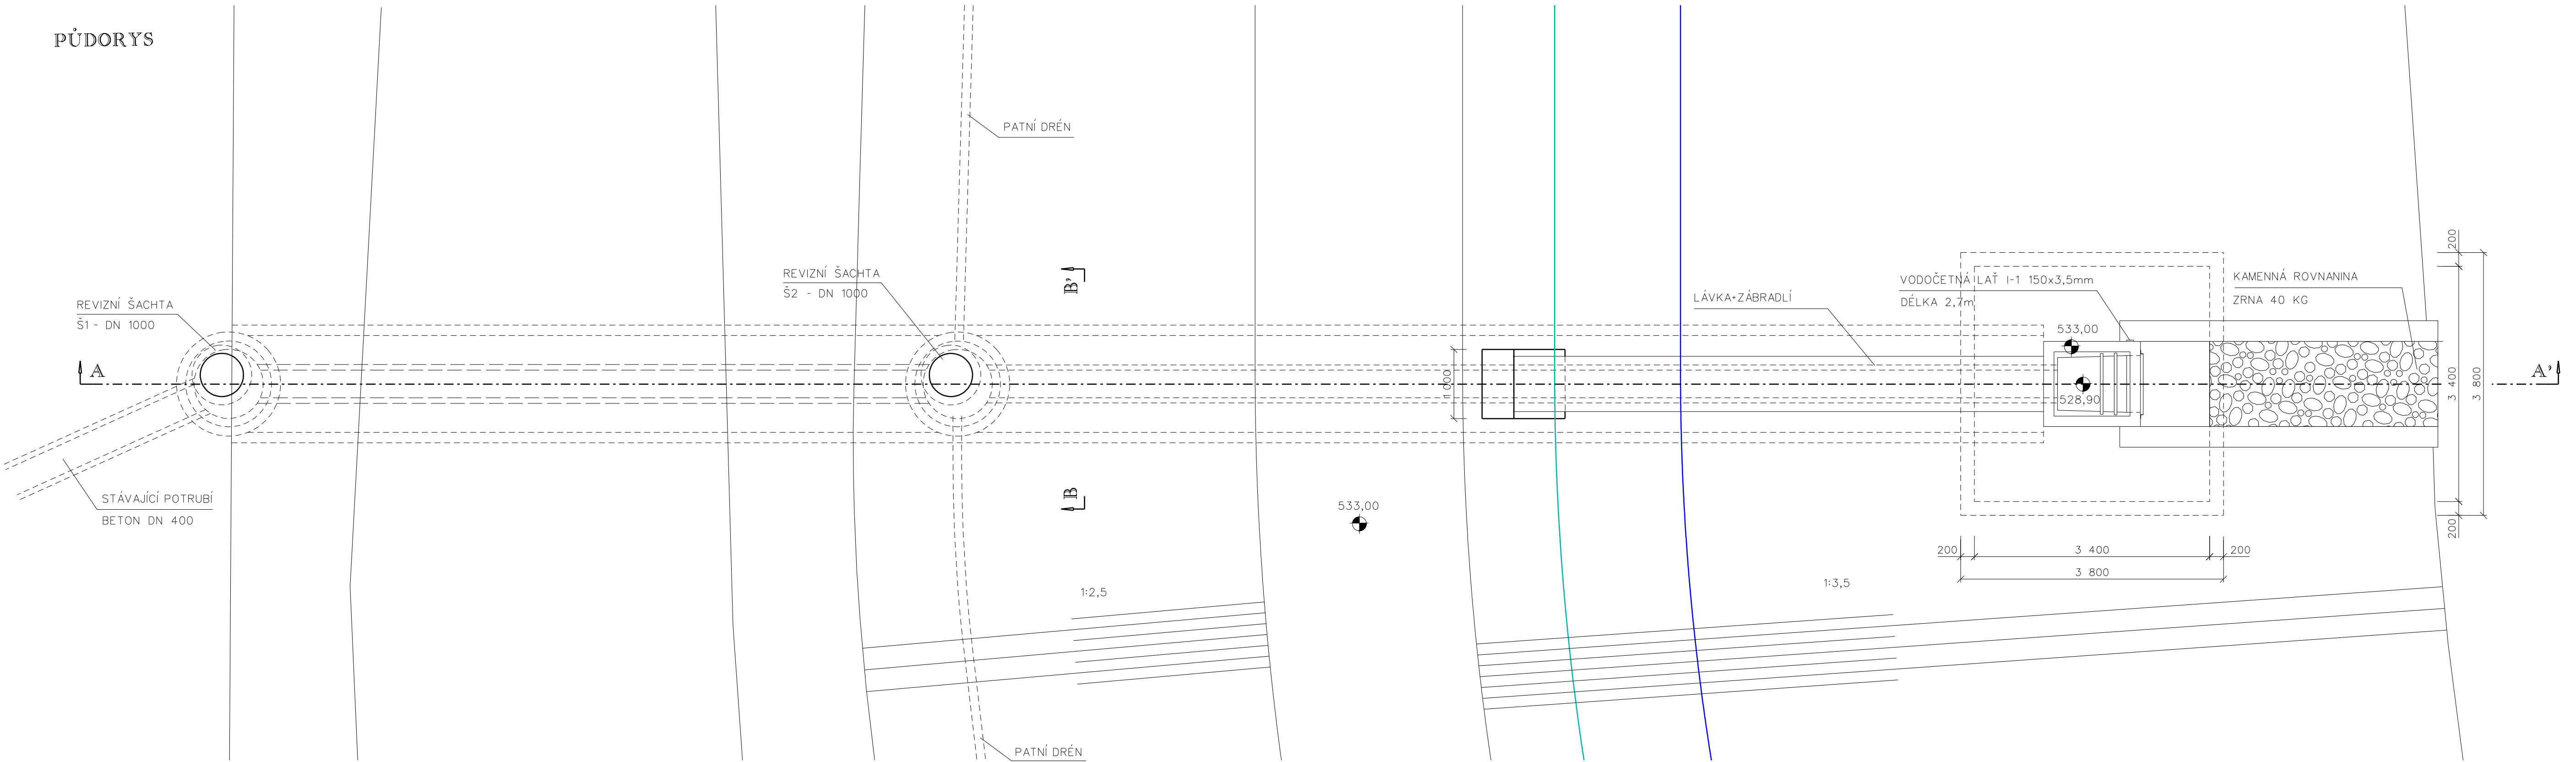 PŮDORYS
PATNÍ DRÉN
REVIZNÍ ŠACHTA
Š1 - DN 1000
A
STÁVAJÍCÍ POTRUBÍ
BETON DN 400
REVIZNÍ ŠACHTA
Š2 - DN 1000
B'
B
PATNÍ DRÉN
1:2,5
533,00
1 000
LÁVKA+ZÁBRADLÍ
VODOČETNÁ LAŤ I-1 150x3,5mm
DÉLKA 2,7m
533,00
528,90
KAMENNÁ ROVNANINA
ZRNA 40 KG
200
3 400
3 800
200
A'
200
3 400
200
3 800
1:3,5